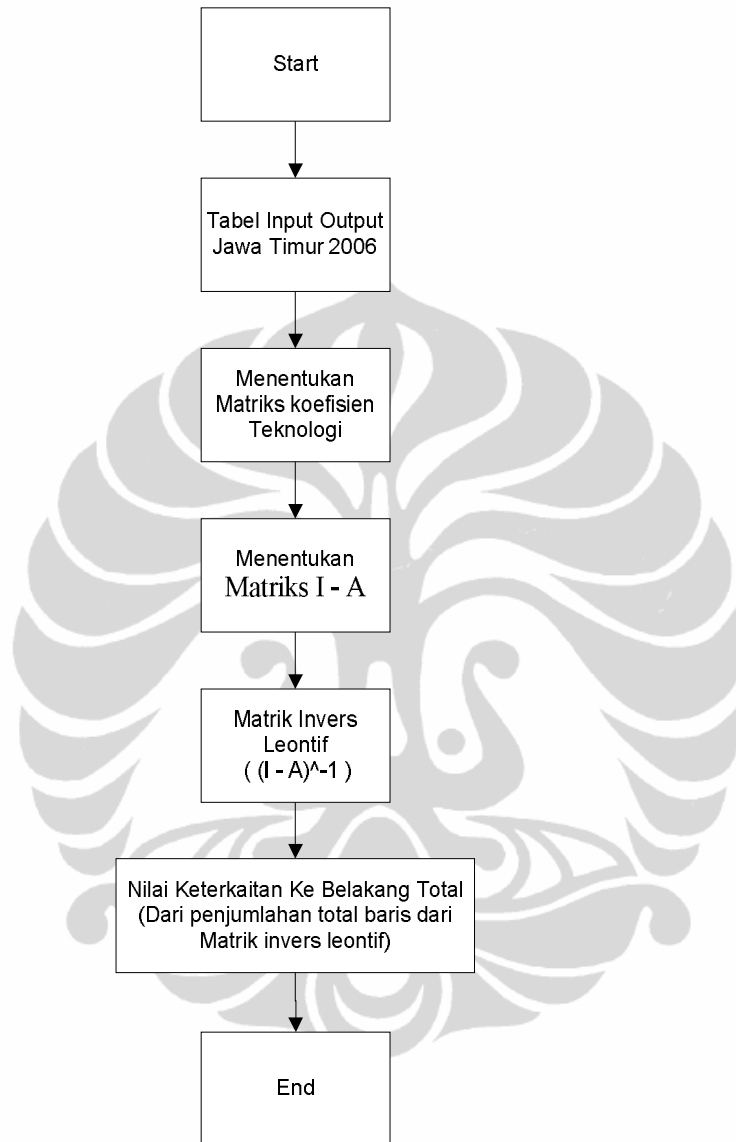 Start
Tabel Input Output
Jawa Timur 2006
Menentukan
Matriks koefisien
Teknologi
Menentukan
Matriks I - A
Matrik Invers
Leontif
( (I - A)^-1 )
Nilai Keterkaitan Ke Belakang Total
(Dari penjumlahan total baris dari
Matrik invers leontif)
End